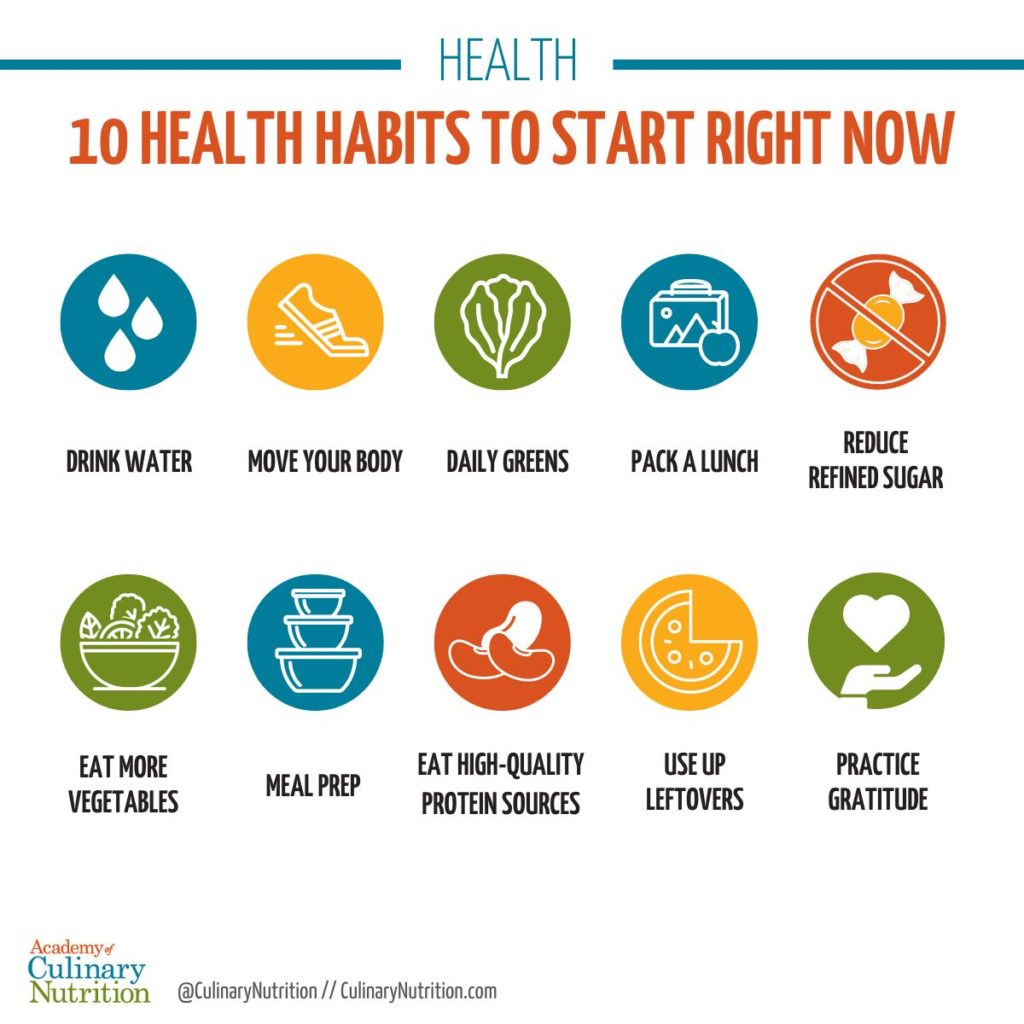 HEALTH
10 HEALTH HABITS TO START RIGHT NOW
DRINK WATER
MOVE YOUR BODY
DAILY GREENS
PACK A LUNCH
REDUCE
REFINED SUGAR
EAT MORE
VEGETABLES
MEAL PREP
EAT HIGH-QUALITY
PROTEIN SOURCES
USE UP
LEFTOVERS
PRACTICE
GRATITUDE
Academy of
Culinary
Nutrition
@CulinaryNutrition // CulinaryNutrition.com